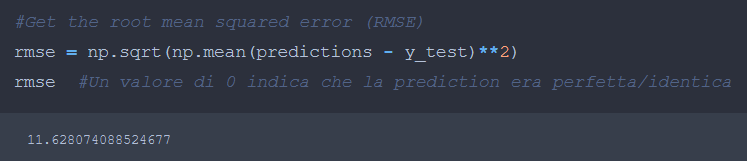 #Get the root mean squared error (RMSE)
rmse = np.sqrt(np.mean(predictions - y_test)**2)
rmse  #Un valore di 0 indica che la prediction era perfetta/identica
11.628074088524677